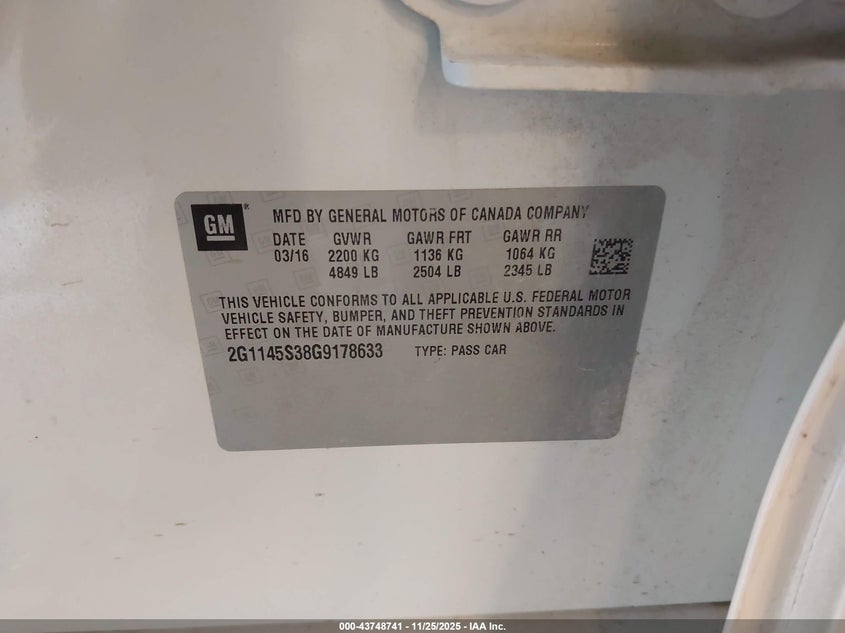 GM ® MFD BY GENERAL MOTORS OF CANADA COMPANY
DATE GVWR GAWR FRT GAWR RR
03/16 2200 KG 1136 KG 1064 KG
4849 LB 2504 LB 2345 LB
THIS VEHICLE CONFORMS TO ALL APPLICABLE U.S. FEDERAL MOTOR
VEHICLE SAFETY, BUMPER, AND THEFT PREVENTION STANDARDS IN
EFFECT ON THE DATE OF MANUFACTURE SHOWN ABOVE.
2G1145S38G9178633 TYPE: PASS CAR
000-43748741 - 11/25/2025 - IAA Inc.